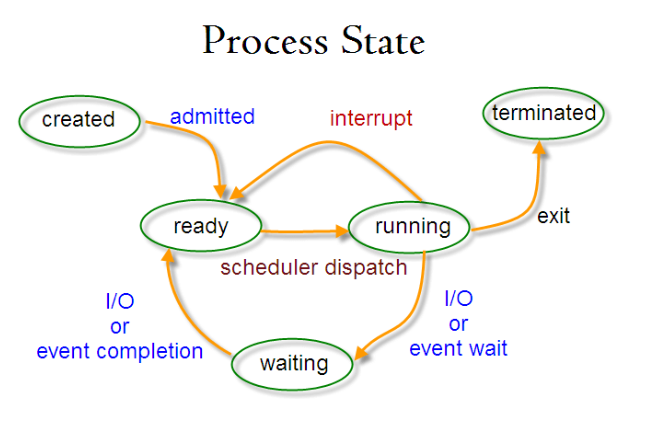 Process State
created
admitted
interrupt
terminated
ready
running
exit
scheduler dispatch
I/O
or
event completion
I/O
or
event wait
waiting